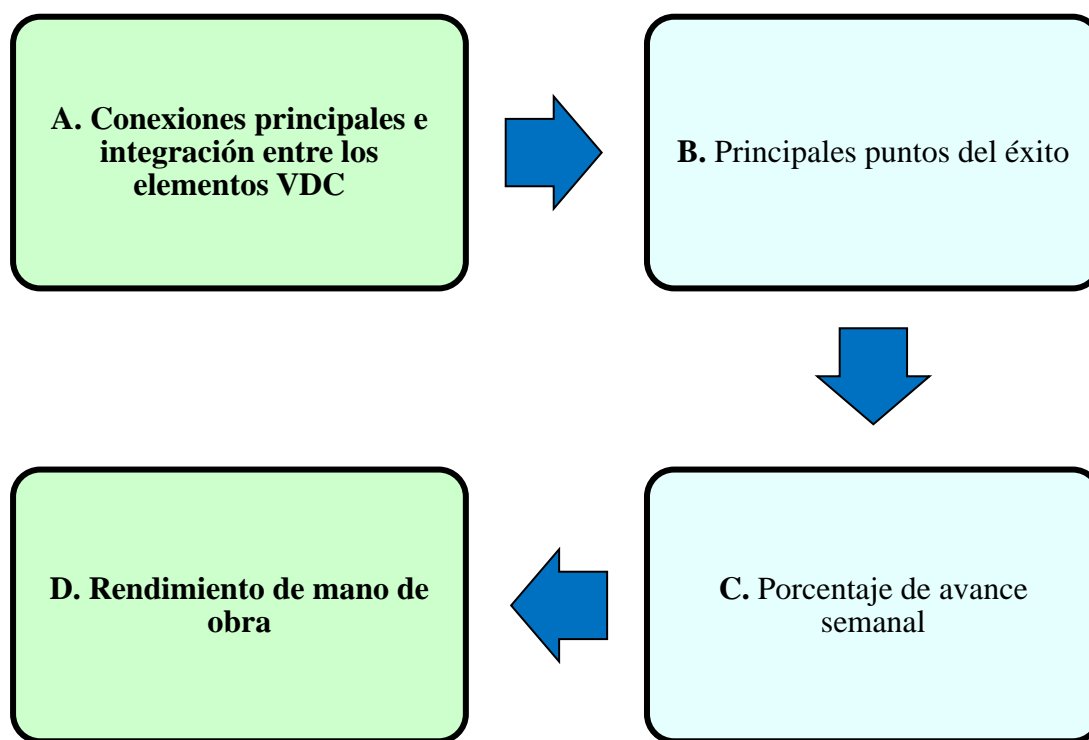 A. Conexiones principales e
integración entre los
elementos VDC
B. Principales puntos del éxito
C. Porcentaje de avance
semanal
D. Rendimiento de mano de
obra